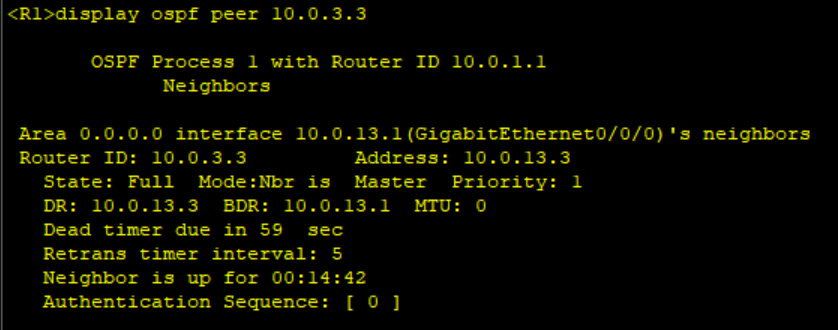 <R1>display ospf peer 10.0.3.3
OSPF Process 1 with Router ID 10.0.1.1
Neighbors
Area 0.0.0.0 interface 10.0.13.1(GigabitEthernet0/0/0)'s neighbors
Router ID: 10.0.3.3 Address: 10.0.13.3
State: Full Mode:Nbr is Master Priority: 1
DR: 10.0.13.3 BDR: 10.0.13.1 MTU: 0
Dead timer due in 59 sec
Retrans timer interval: 5
Neighbor is up for 00:14:42
Authentication Sequence: [ 0 ]